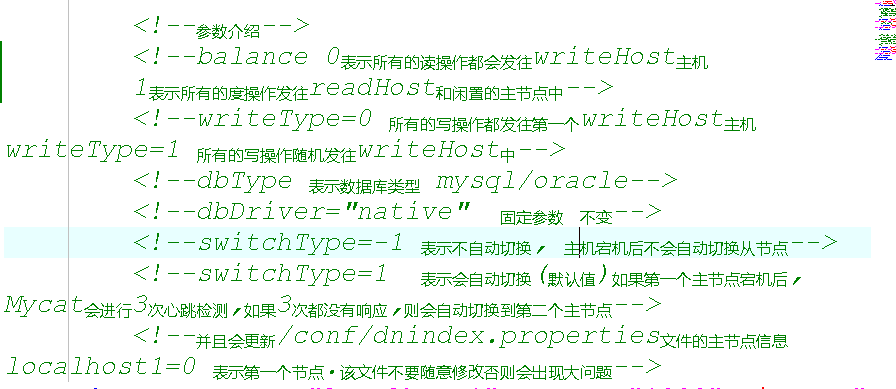 <!--参数介绍-->
<!--balance 0表示所有的读操作都会发往writeHost主机
1表示所有的度操作发往readHost和闲置的主节点中-->
<!--writeType=0 所有的写操作都发往第一个writeHost主机
writeType=1 所有的写操作随机发往writeHost中-->
<!--dbType 表示数据库类型 mysql/oracle-->
<!--dbDriver="native" 固定参数 不变-->
<!--switchType=-1 表示不自动切换, 主机宕机后不会自动切换从节点-->
<!--switchType=1 表示会自动切换(默认值)如果第一个主节点宕机后,
Mycat会进行3次心跳检测,如果3次都没有响应,则会自动切换到第二个主节点-->
<!--并且会更新/conf/dnindex.properties文件的主节点信息
localhost1=0 表示第一个节点.该文件不要随意修改否则会出现大问题-->